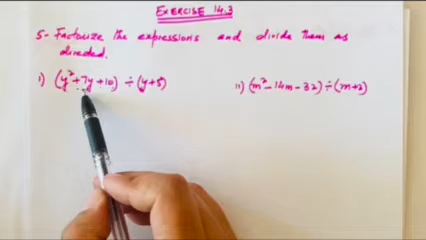 EXERCISE 14.3
5- Factorize the expressions and divide them as
directed.
i) (y²+7y+10) ÷ (y+5)
ii) (m²-14m-32) ÷ (m+2)